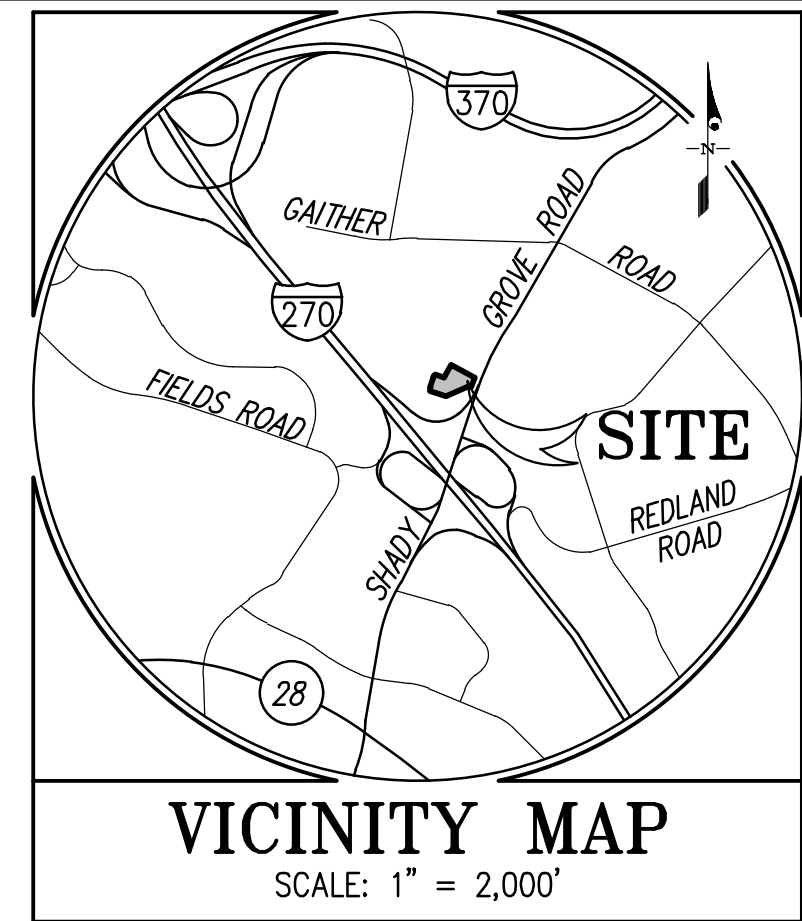 370
N
GAITHER
ROAD
GROVE
ROAD
270
FIELDS ROAD
SITE
REDLAND
ROAD
SHADY
28
VICINITY MAP
SCALE: 1" = 2,000'